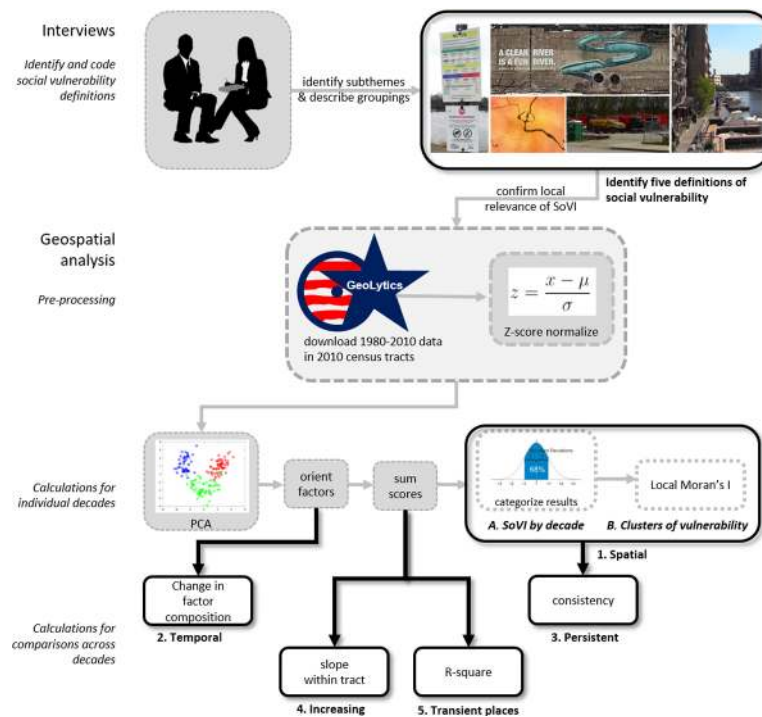 Interviews
Identify and code
social vulnerability
definitions
identify subthemes
& describe groupings
A CLEAN RIVER
IS A FUN RIVER.
confirm local
relevance of SoVI
Identify five definitions of
social vulnerability
Geospatial
analysis
Pre-processing
GeoLytics
download 1980-2010 data
in 2010 census tracts
z = x − μ / σ
Z-score normalize
Calculations for
individual decades
PCA
orient
factors
sum
scores
68%
categorize results
Local Moran's I
A. SoVI by decade
B. Clusters of vulnerability
1. Spatial
Change in
factor
composition
2. Temporal
consistency
3. Persistent
Calculations for
comparisons across
decades
slope
within tract
4. Increasing
R-square
5. Transient places